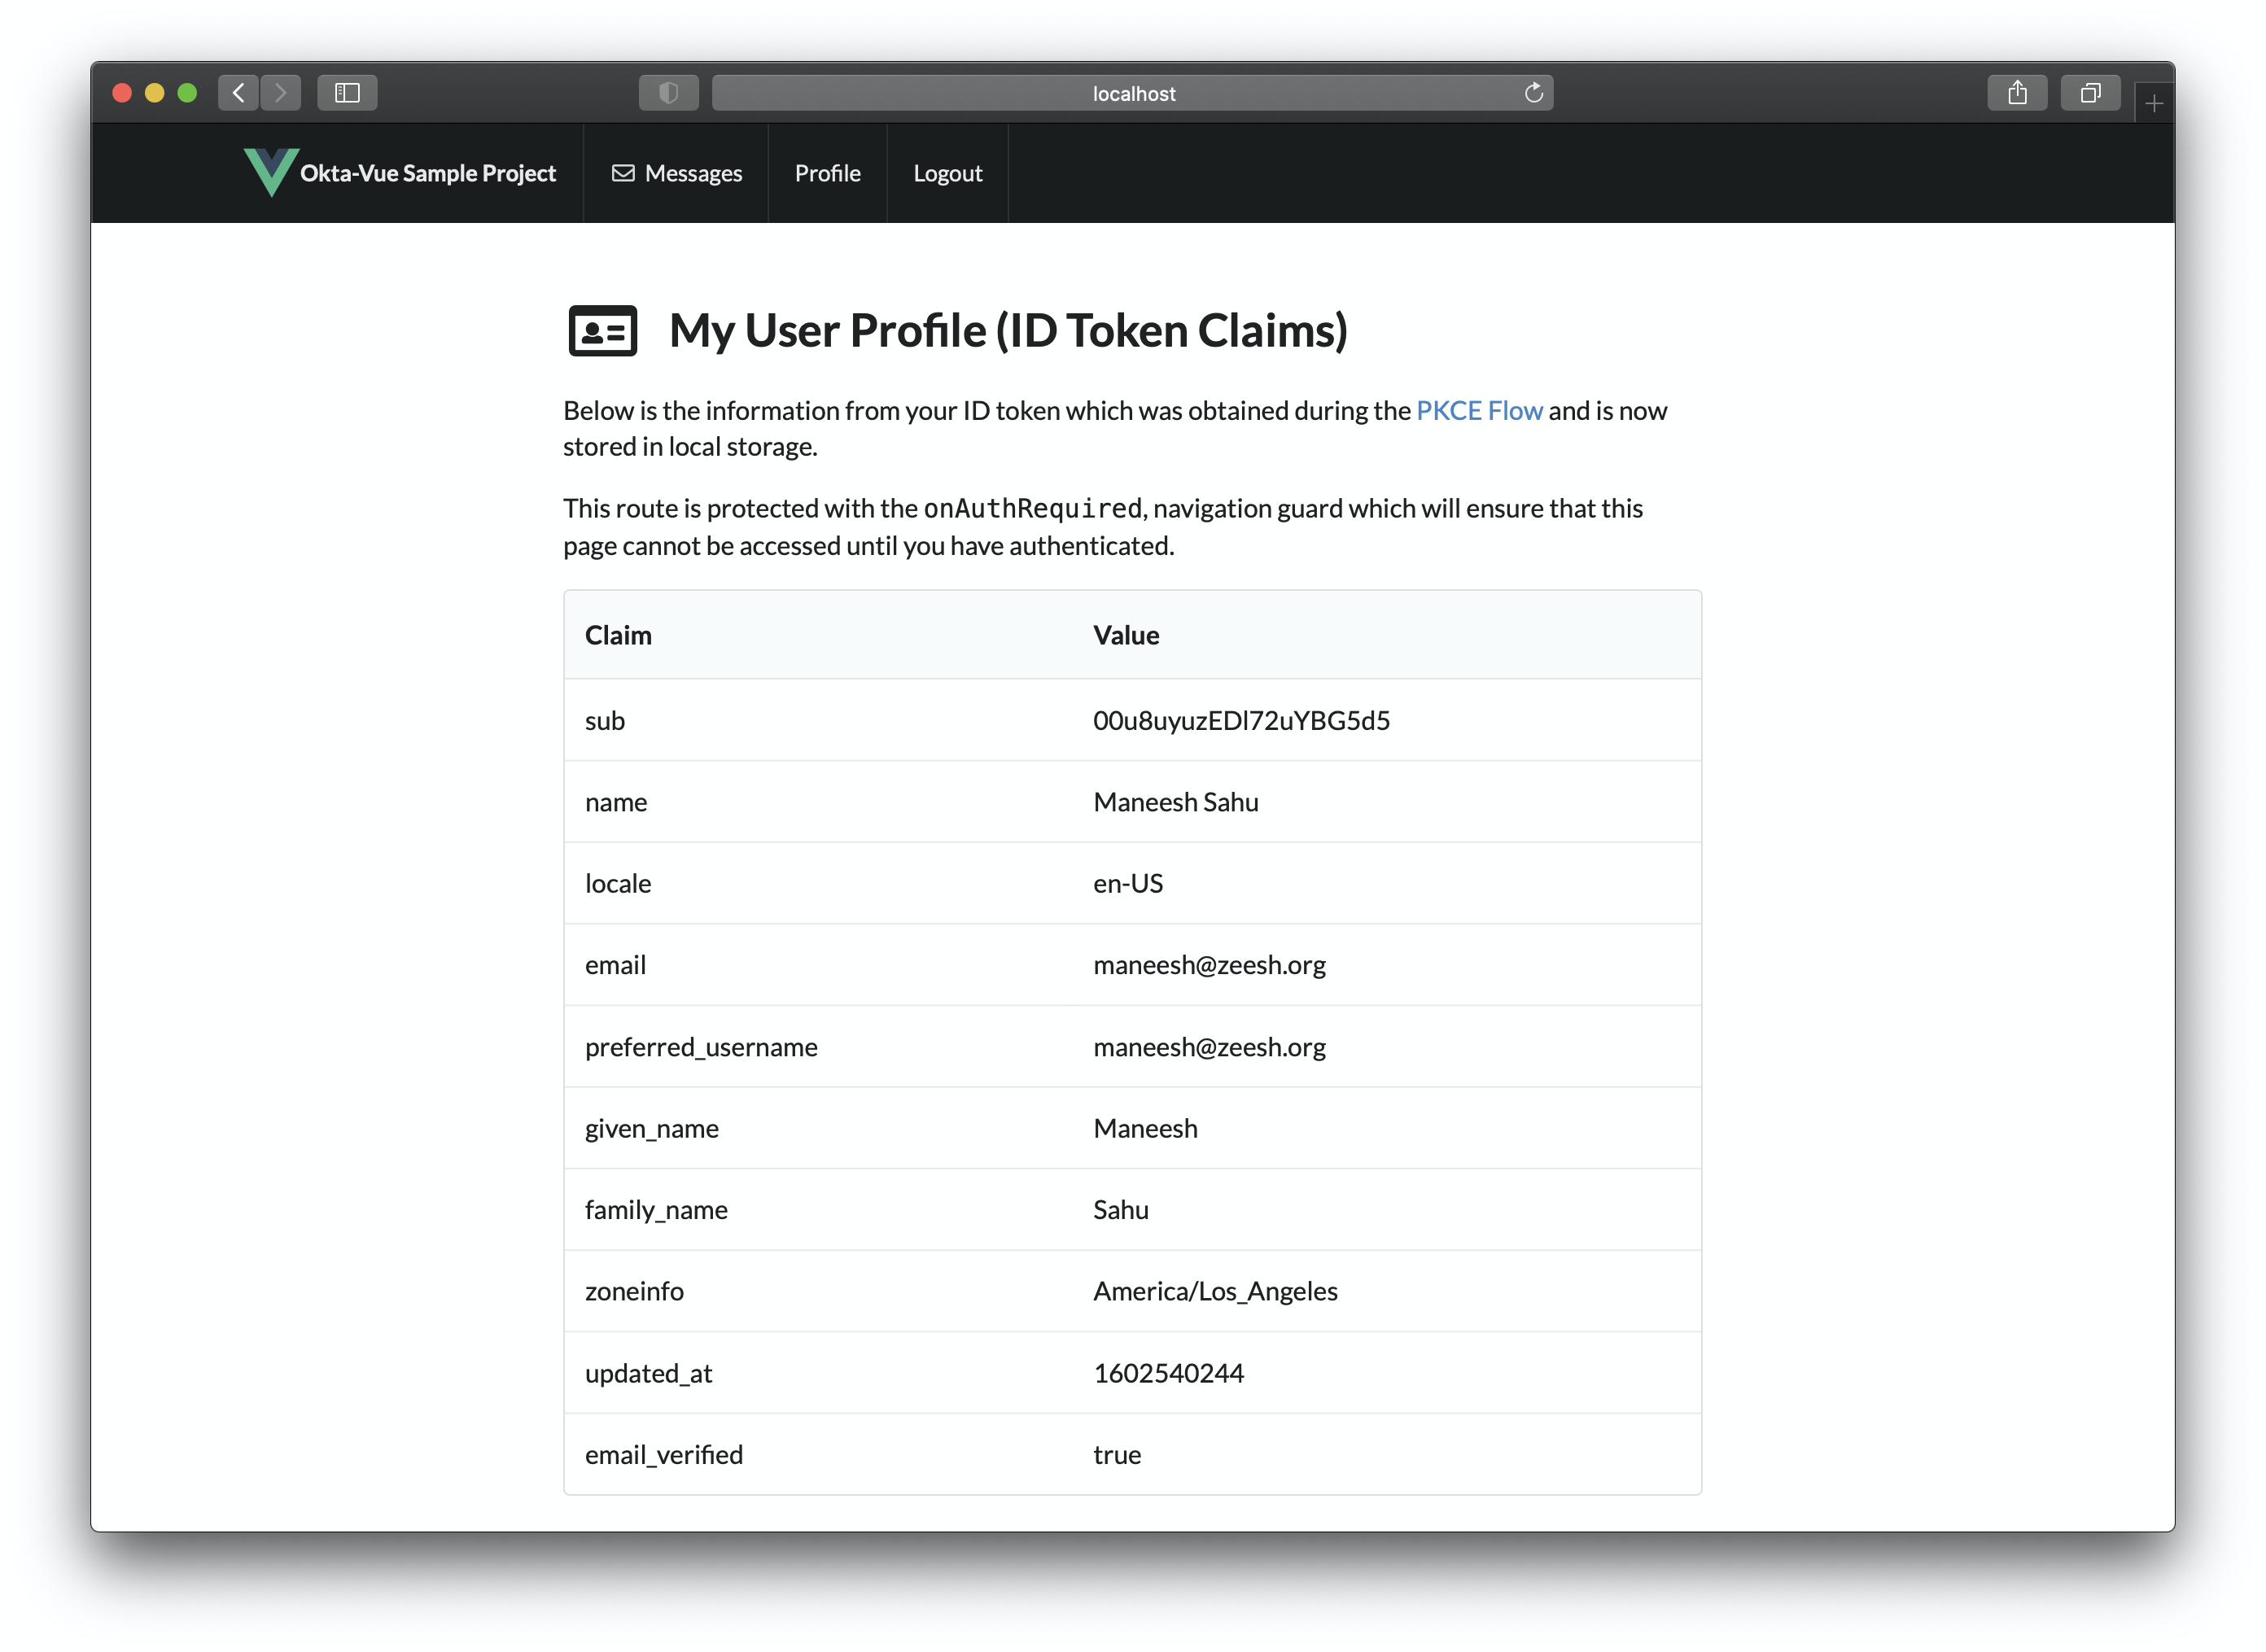 localhost
Okta-Vue Sample Project Messages Profile Logout
My User Profile (ID Token Claims)
Below is the information from your ID token which was obtained during the PKCE Flow and is now
stored in local storage.
This route is protected with the onAuthRequired, navigation guard which will ensure that this
page cannot be accessed until you have authenticated.
Claim Value
sub 00u8uyuzEDl72uYBG5d5
name Maneesh Sahu
locale en-US
email maneesh@zeesh.org
preferred_username maneesh@zeesh.org
given_name Maneesh
family_name Sahu
zoneinfo America/Los_Angeles
updated_at 1602540244
email_verified true